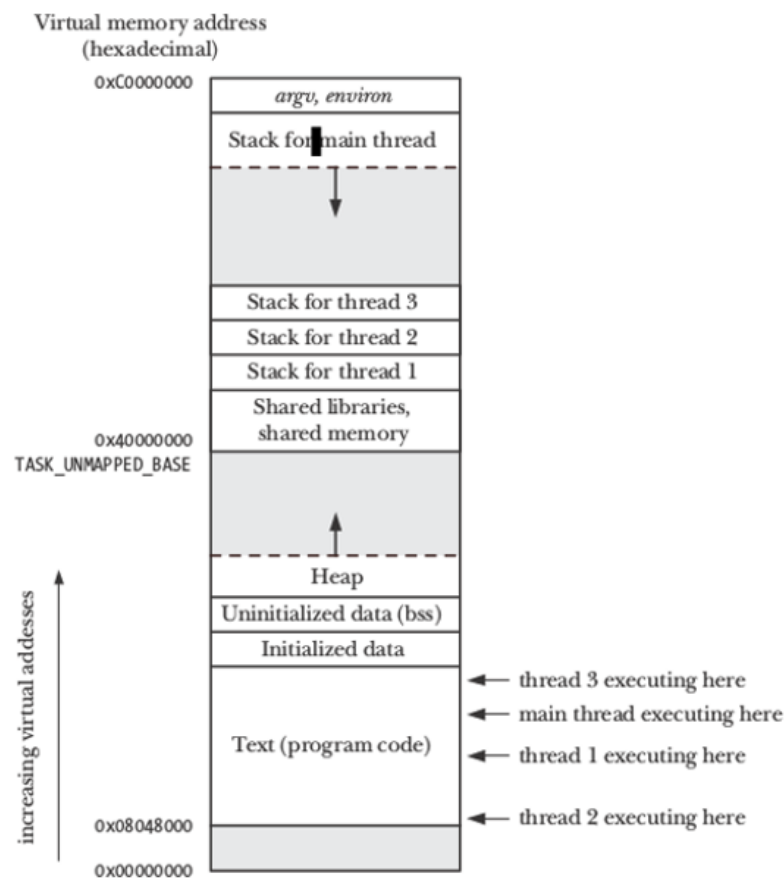 Virtual memory address
(hexadecimal)
0xC0000000
argv, environ
Stack for main thread
Stack for thread 3
Stack for thread 2
Stack for thread 1
Shared libraries,
shared memory
0x40000000
TASK_UNMAPPED_BASE
Heap
Uninitialized data (bss)
Initialized data
increasing virtual addesses
Text (program code)
thread 3 executing here
main thread executing here
thread 1 executing here
thread 2 executing here
0x08048000
0x00000000